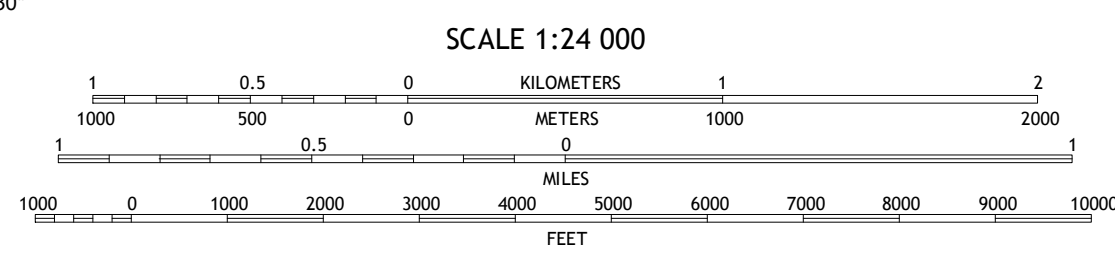 30
SCALE 1:24 000
1 0.5 0 KILOMETERS 1 2
1000 500 0 METERS 1000 2000
1 0.5 0 1
MILES
1000 0 1000 2000 3000 4000 5000 6000 7000 8000 9000 10000
FEET